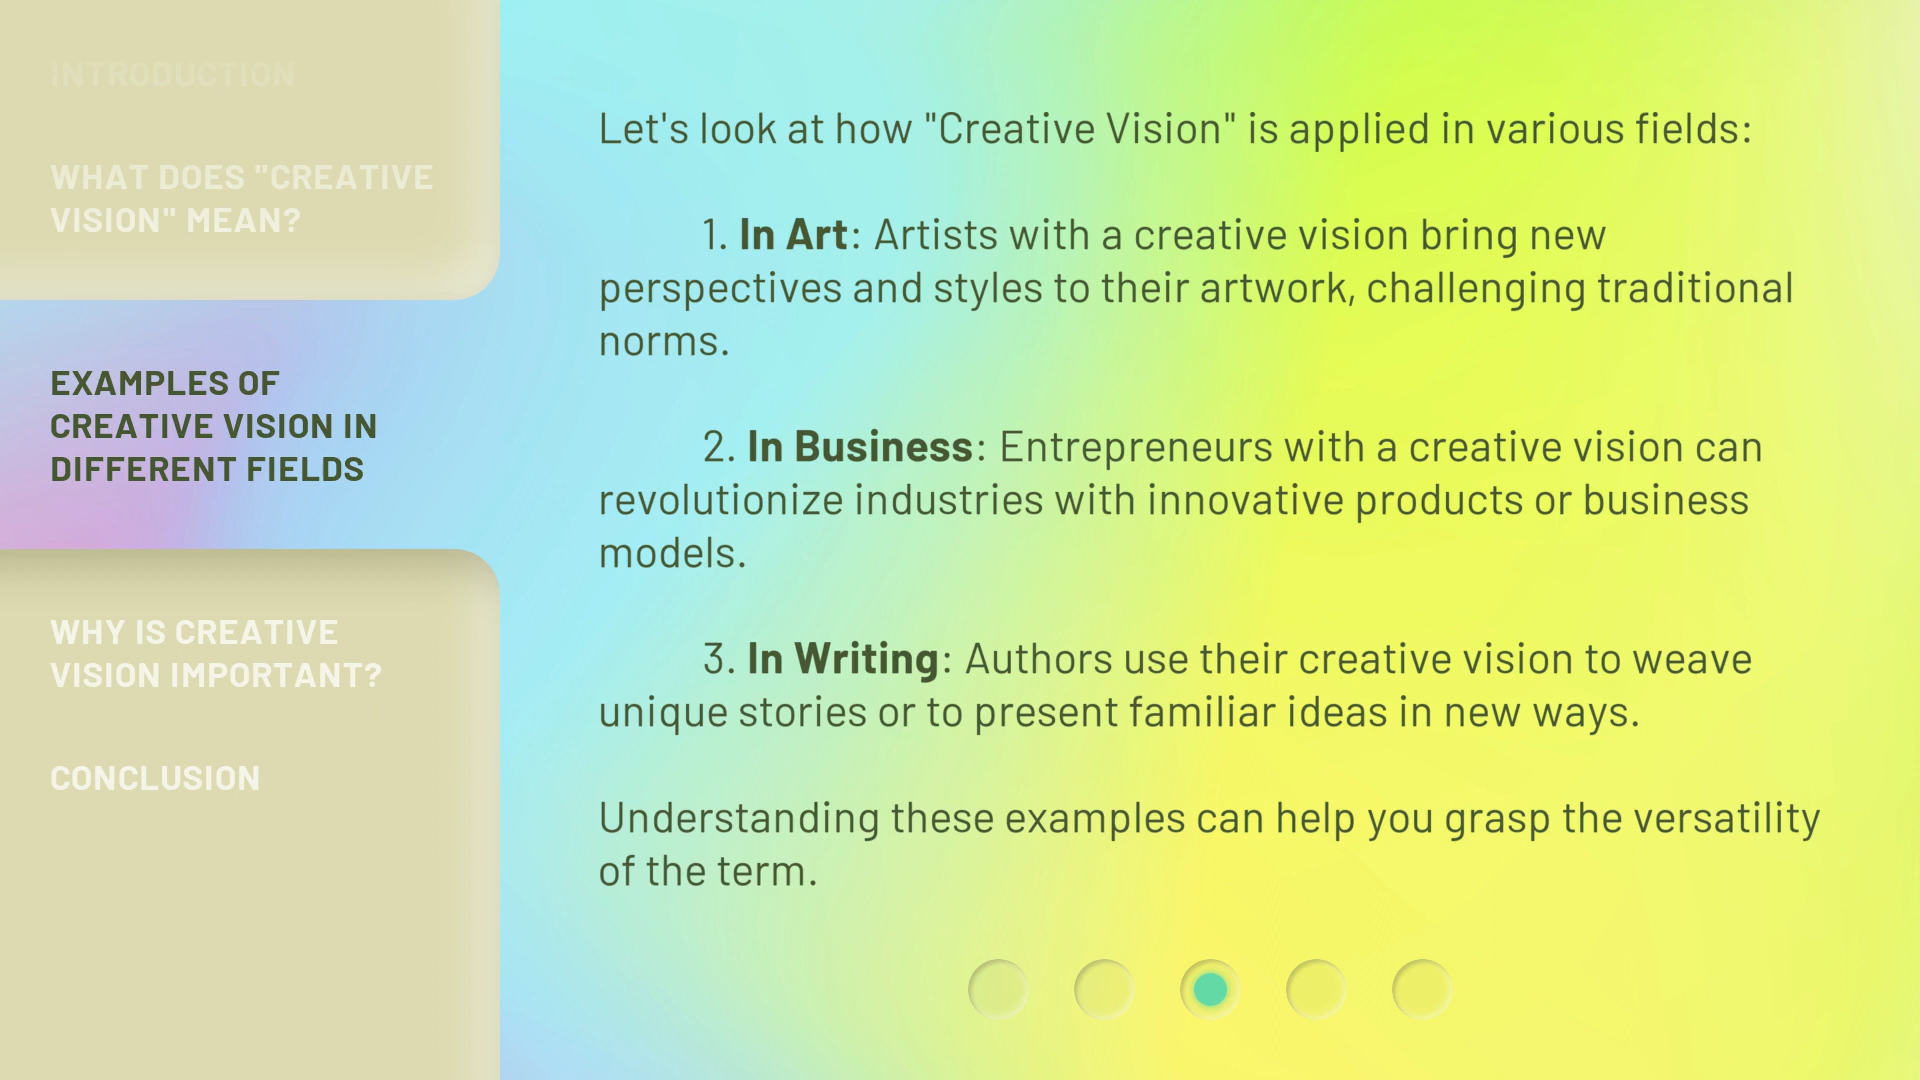 INTRODUCTION
WHAT DOES "CREATIVE
VISION" MEAN?
EXAMPLES OF
CREATIVE VISION IN
DIFFERENT FIELDS
WHY IS CREATIVE
VISION IMPORTANT?
CONCLUSION
Let's look at how "Creative Vision" is applied in various fields:
1. In Art: Artists with a creative vision bring new
perspectives and styles to their artwork, challenging traditional
norms.
2. In Business: Entrepreneurs with a creative vision can
revolutionize industries with innovative products or business
models.
3. In Writing: Authors use their creative vision to weave
unique stories or to present familiar ideas in new ways.
Understanding these examples can help you grasp the versatility
of the term.